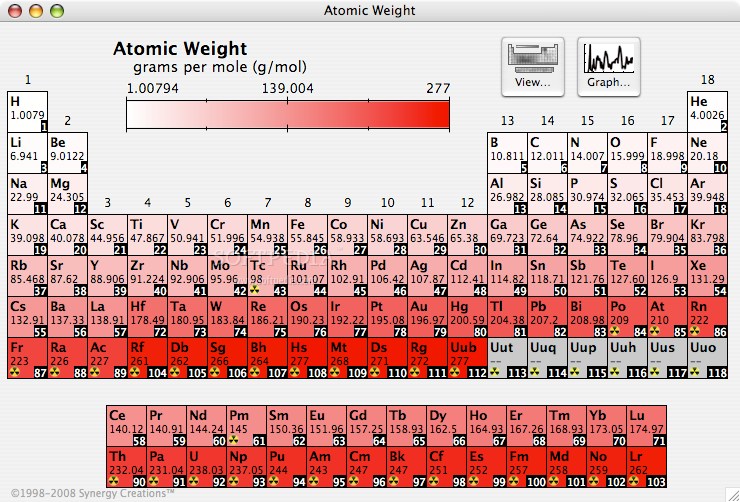 Atomic Weight
Atomic Weight
grams per mole (g/mol)
1.00794 139.004 277
View... Graph...
1 18
H He
1.0079 4.0026
1 2
2 13 14 15 16 17
Li Be B C N O F Ne
6.941 9.0122 10.811 12.011 14.007 15.999 18.998 20.18
3 4 5 6 7 8 9 10
Na Mg Al Si P S Cl Ar
22.99 24.305 26.982 28.085 30.974 32.065 35.453 39.948
11 12 13 14 15 16 17 18
3 4 5 6 7 8 9 10 11 12
K Ca Sc Ti V Cr Mn Fe Co Ni Cu Zn Ga Ge As Se Br Kr
39.098 40.078 44.956 47.867 50.941 51.996 54.938 55.845 58.933 58.693 63.546 65.38 69.723 72.64 74.922 78.96 79.904 83.798
19 20 21 22 23 24 25 26 27 28 29 30 31 32 33 34 35 36
Rb Sr Y Zr Nb Mo Tc Ru Rh Pd Ag Cd In Sn Sb Te I Xe
85.468 87.62 88.906 91.224 92.906 95.96 98 101.07 102.91 106.42 107.87 112.41 114.82 118.71 121.76 127.60 126.9 131.29
37 38 39 40 41 42 43 44 45 46 47 48 49 50 51 52 53 54
Cs Ba La Hf Ta W Re Os Ir Pt Au Hg Tl Pb Bi Po At Rn
132.91 137.33 138.91 178.49 180.95 183.84 186.21 190.23 192.22 195.08 196.97 200.59 204.38 207.2 208.98 209 210 222
55 56 57 72 73 74 75 76 77 78 79 80 81 82 83 84 85 86
Fr Ra Ac Rf Db Sg Bh Hs Mt Ds Rg Uub Uut Uuq Uup Uuh Uus Uuo
223 226 227 261 262 266 264 277 268 271 272 277 -- -- -- -- -- --
87 88 89 104 105 106 107 108 109 110 111 112 113 114 115 116 117 118
Ce Pr Nd Pm Sm Eu Gd Tb Dy Ho Er Tm Yb Lu
140.12 140.91 144.24 145 150.36 151.96 157.25 158.93 162.5 164.93 167.26 168.93 173.05 174.97
58 59 60 61 62 63 64 65 66 67 68 69 70 71
Th Pa U Np Pu Am Cm Bk Cf Es Fm Md No Lr
232.04 231.04 238.03 237.05 244 243 247 247 251 252 257 258 259 262
90 91 92 93 94 95 96 97 98 99 100 101 102 103
©1998-2008 Synergy Creations™